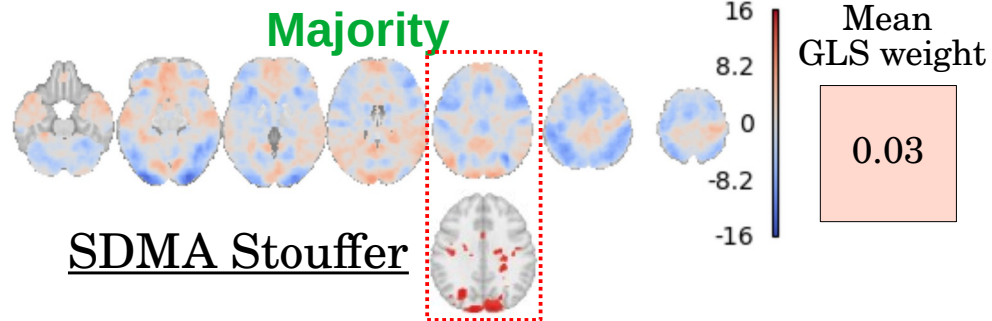 Majority
16
8.2
0
-8.2
-16
Mean
GLS weight
0.03
SDMA Stouffer